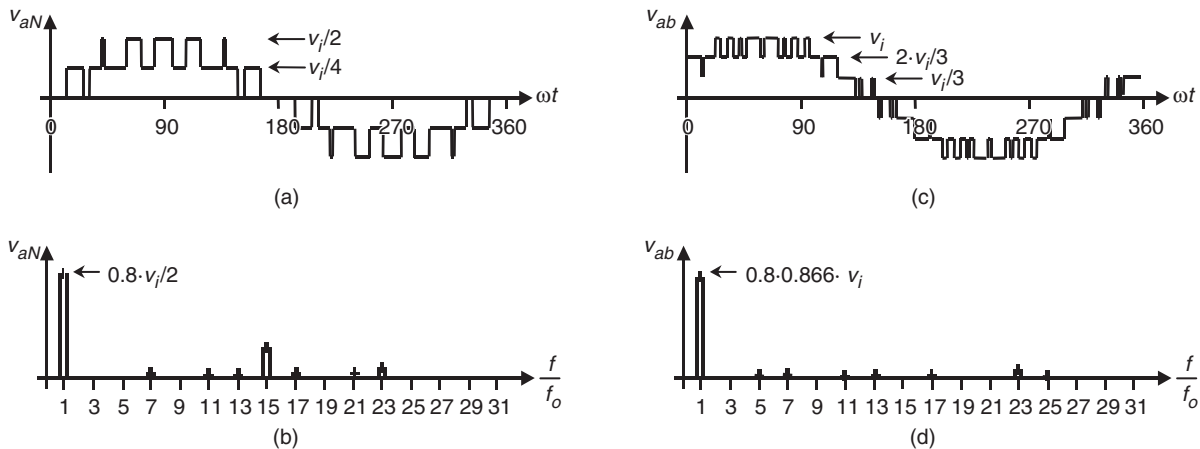 v_aN
v_i/2
v_i/4
ωt
0 90 180 270 360
(a)
v_ab
v_i
2·v_i/3
v_i/3
ωt
0 90 180 270 360
(c)
v_aN
0.8·v_i/2
f
f_o
1 3 5 7 9 11 13 15 17 19 21 23 25 27 29 31
(b)
v_ab
0.8·0.866· v_i
f
f_o
1 3 5 7 9 11 13 15 17 19 21 23 25 27 29 31
(d)